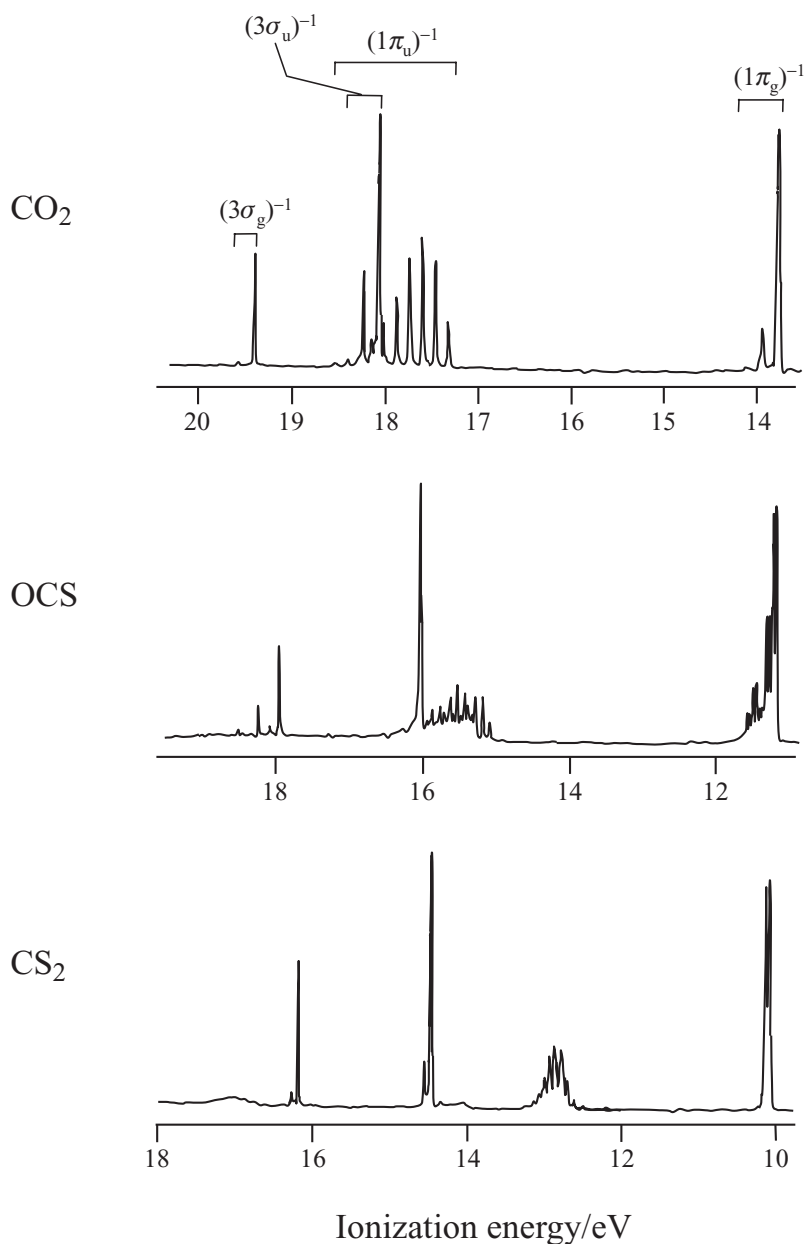 (3σu)⁻¹
(1πu)⁻¹
(1πg)⁻¹
CO₂
(3σg)⁻¹
20 19 18 17 16 15 14
OCS
18 16 14 12
CS₂
18 16 14 12 10
Ionization energy/eV